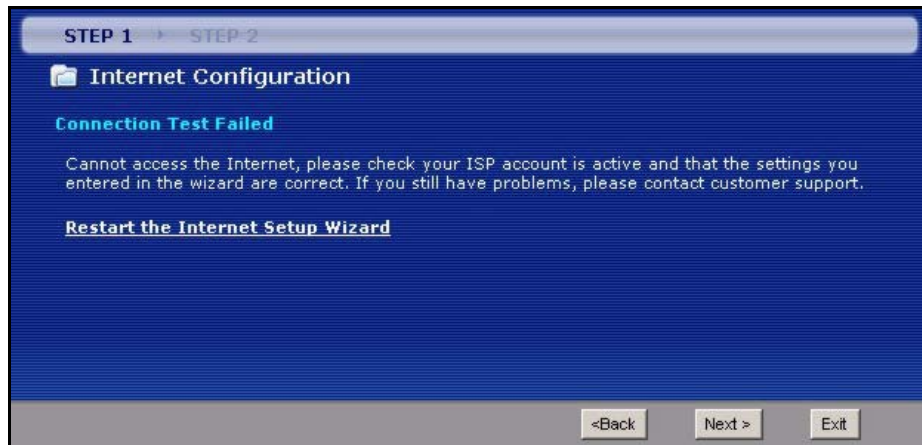 STEP 1 STEP 2
Internet Configuration
Connection Test Failed
Cannot access the Internet, please check your ISP account is active and that the settings you
entered in the wizard are correct. If you still have problems, please contact customer support.
Restart the Internet Setup Wizard
<Back Next > Exit